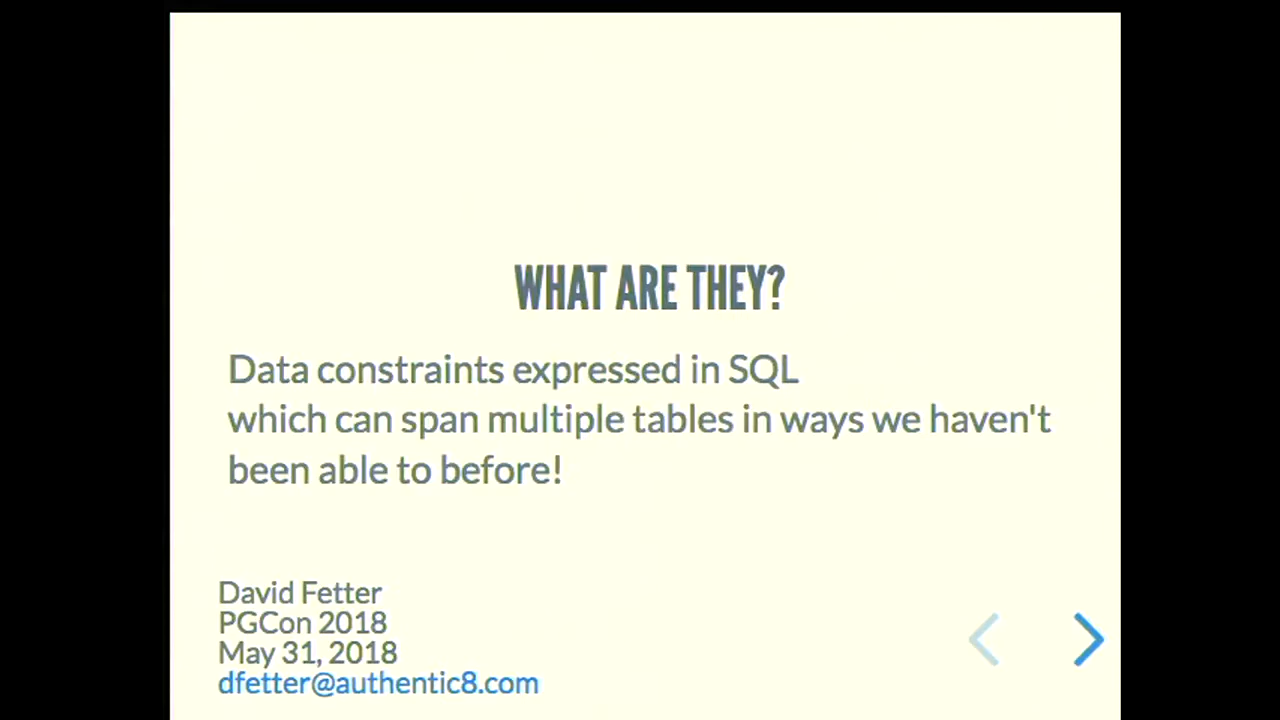 WHAT ARE THEY?
Data constraints expressed in SQL
which can span multiple tables in ways we haven't
been able to before!
David Fetter
PGCon 2018
May 31, 2018
dfetter@authentic8.com